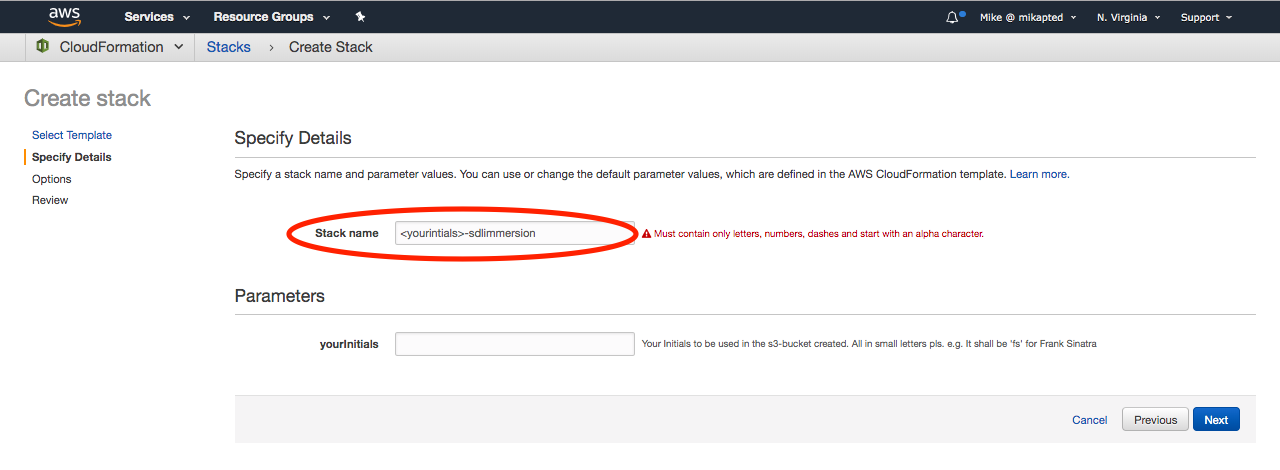 aws Services Resource Groups Mike @ mikapted N. Virginia Support
CloudFormation Stacks > Create Stack
Create stack
Select Template
Specify Details
Options
Review
Specify Details
Specify a stack name and parameter values. You can use or change the default parameter values, which are defined in the AWS CloudFormation template. Learn more.
Stack name <yourintials>-sdlimmersion Must contain only letters, numbers, dashes and start with an alpha character.
Parameters
yourInitials Your Initials to be used in the s3-bucket created. All in small letters pls. e.g. It shall be 'fs' for Frank Sinatra
Cancel Previous Next